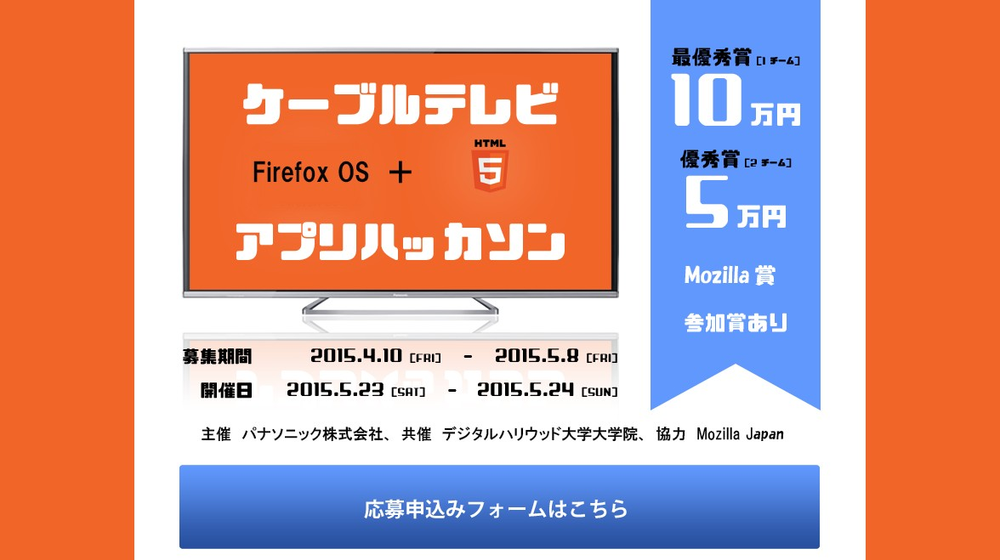 ケーブルテレビ
Firefox OS ＋ HTML 5
アプリハッカソン
募集期間 2015.4.10 [FRI] - 2015.5.8 [FRI]
開催日 2015.5.23 [SAT] - 2015.5.24 [SUN]
最優秀賞 [1 チーム]
10 万円
優秀賞 [2 チーム]
5 万円
Mozilla 賞
参加賞あり
主催 パナソニック株式会社、共催 デジタルハリウッド大学大学院、協力 Mozilla Japan
応募申込みフォームはこちら